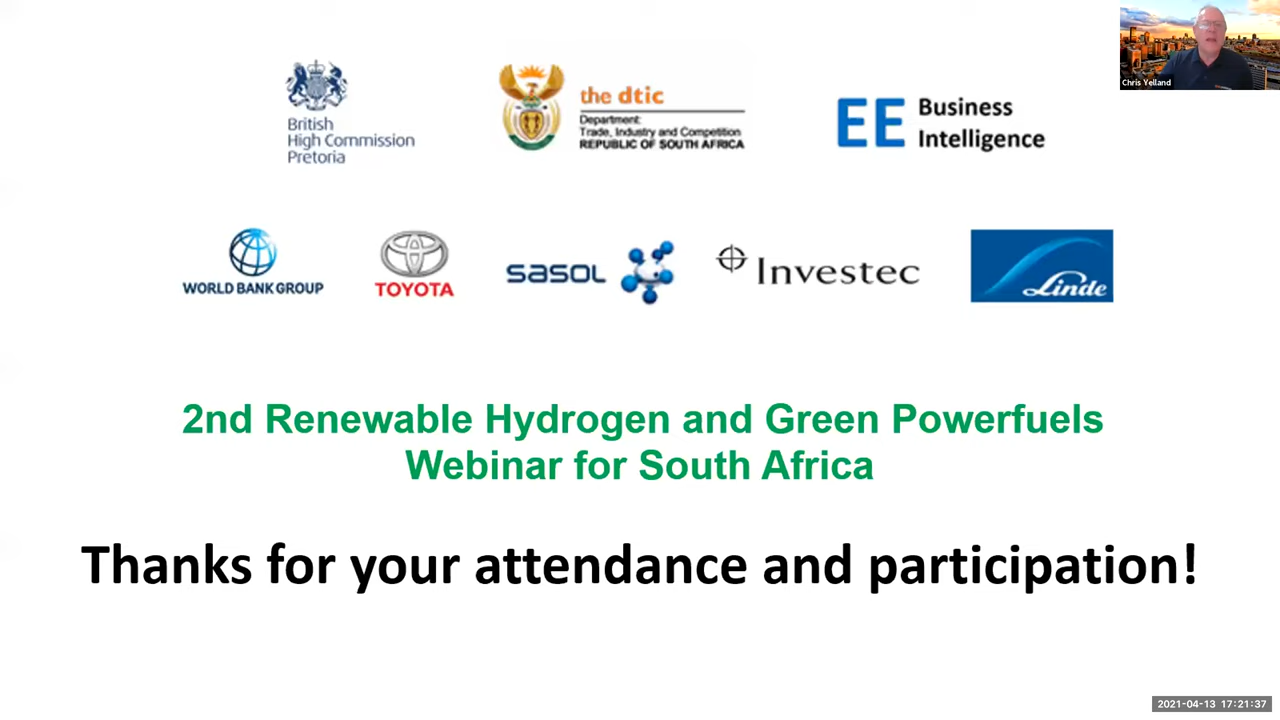 Chris Yelland
British
High Commission
Pretoria
the dtic
Department:
Trade, Industry and Competition
REPUBLIC OF SOUTH AFRICA
EE Business
Intelligence
WORLD BANK GROUP
TOYOTA
sasol
Investec
Linde
2nd Renewable Hydrogen and Green Powerfuels
Webinar for South Africa
Thanks for your attendance and participation!
2021-04-13 17:21:37